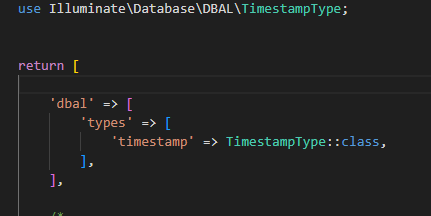 use Illuminate\Database\DBAL\TimestampType;
return [
'dbal' => [
'types' => [
'timestamp' => TimestampType::class,
],
],
/*